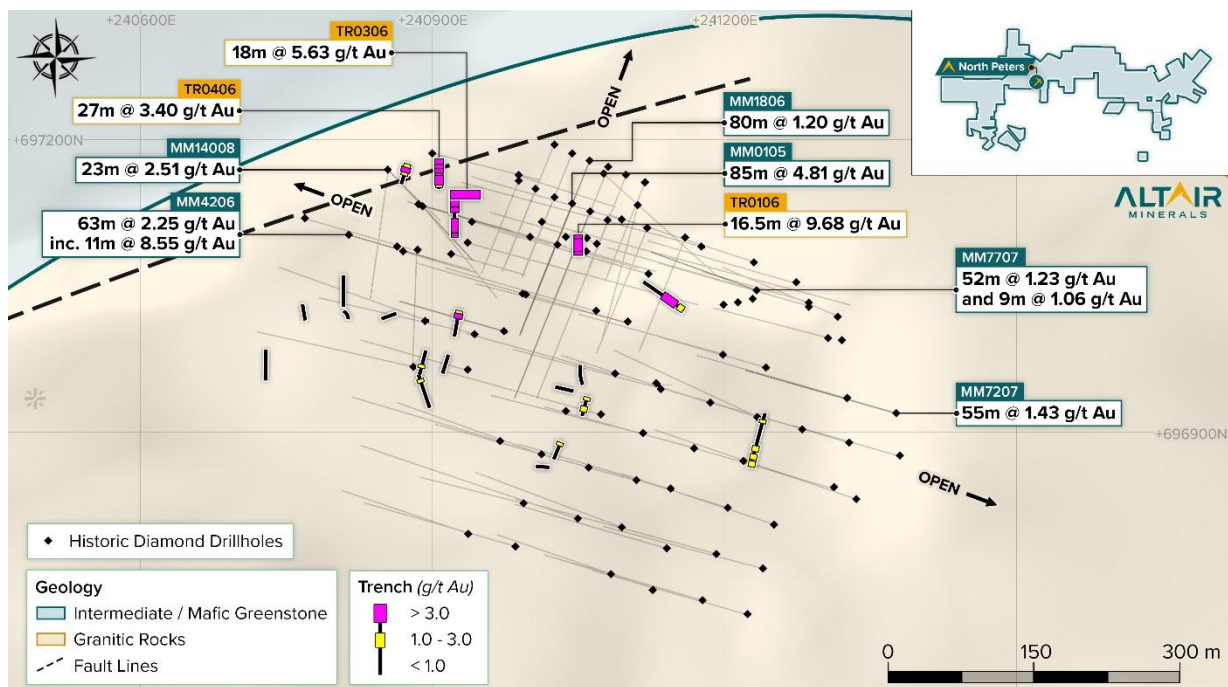 +240600E
+240900E
+241200E
TR0306
18m @ 5.63 g/t Au
TR0406
27m @ 3.40 g/t Au
+697200N
MM14008
23m @ 2.51 g/t Au
MM4206
63m @ 2.25 g/t Au
inc. 11m @ 8.55 g/t Au
OPEN
OPEN
MM1806
80m @ 1.20 g/t Au
MM0105
85m @ 4.81 g/t Au
TR0106
16.5m @ 9.68 g/t Au
North Peters
ALTAIR
MINERALS
MM7707
52m @ 1.23 g/t Au
and 9m @ 1.06 g/t Au
MM7207
55m @ 1.43 g/t Au
+696900N
OPEN
Historic Diamond Drillholes
Geology
Intermediate / Mafic Greenstone
Granitic Rocks
Fault Lines
Trench (g/t Au)
> 3.0
1.0 - 3.0
< 1.0
0 150 300 m